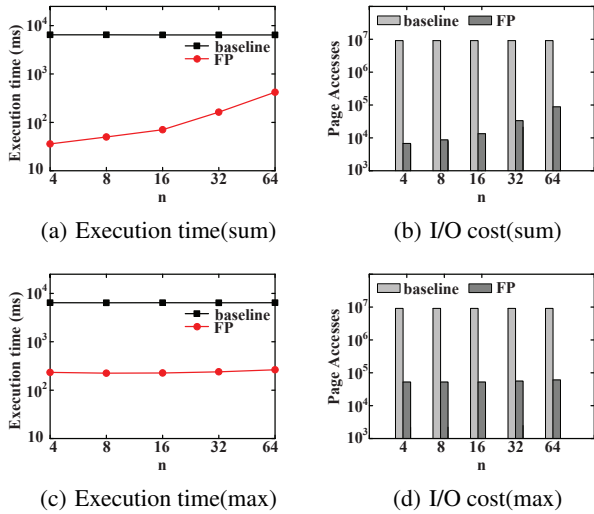 Execution time (ms)
10^4
10^3
10^2
10
baseline
FP
4 8 16 32 64
n
(a) Execution time(sum)
Page Accesses
10^7
10^6
10^5
10^4
10^3
baseline FP
4 8 16 32 64
n
(b) I/O cost(sum)
Execution time (ms)
10^4
10^3
10^2
10
baseline
FP
4 8 16 32 64
n
(c) Execution time(max)
Page Accesses
10^7
10^6
10^5
10^4
10^3
baseline FP
4 8 16 32 64
n
(d) I/O cost(max)